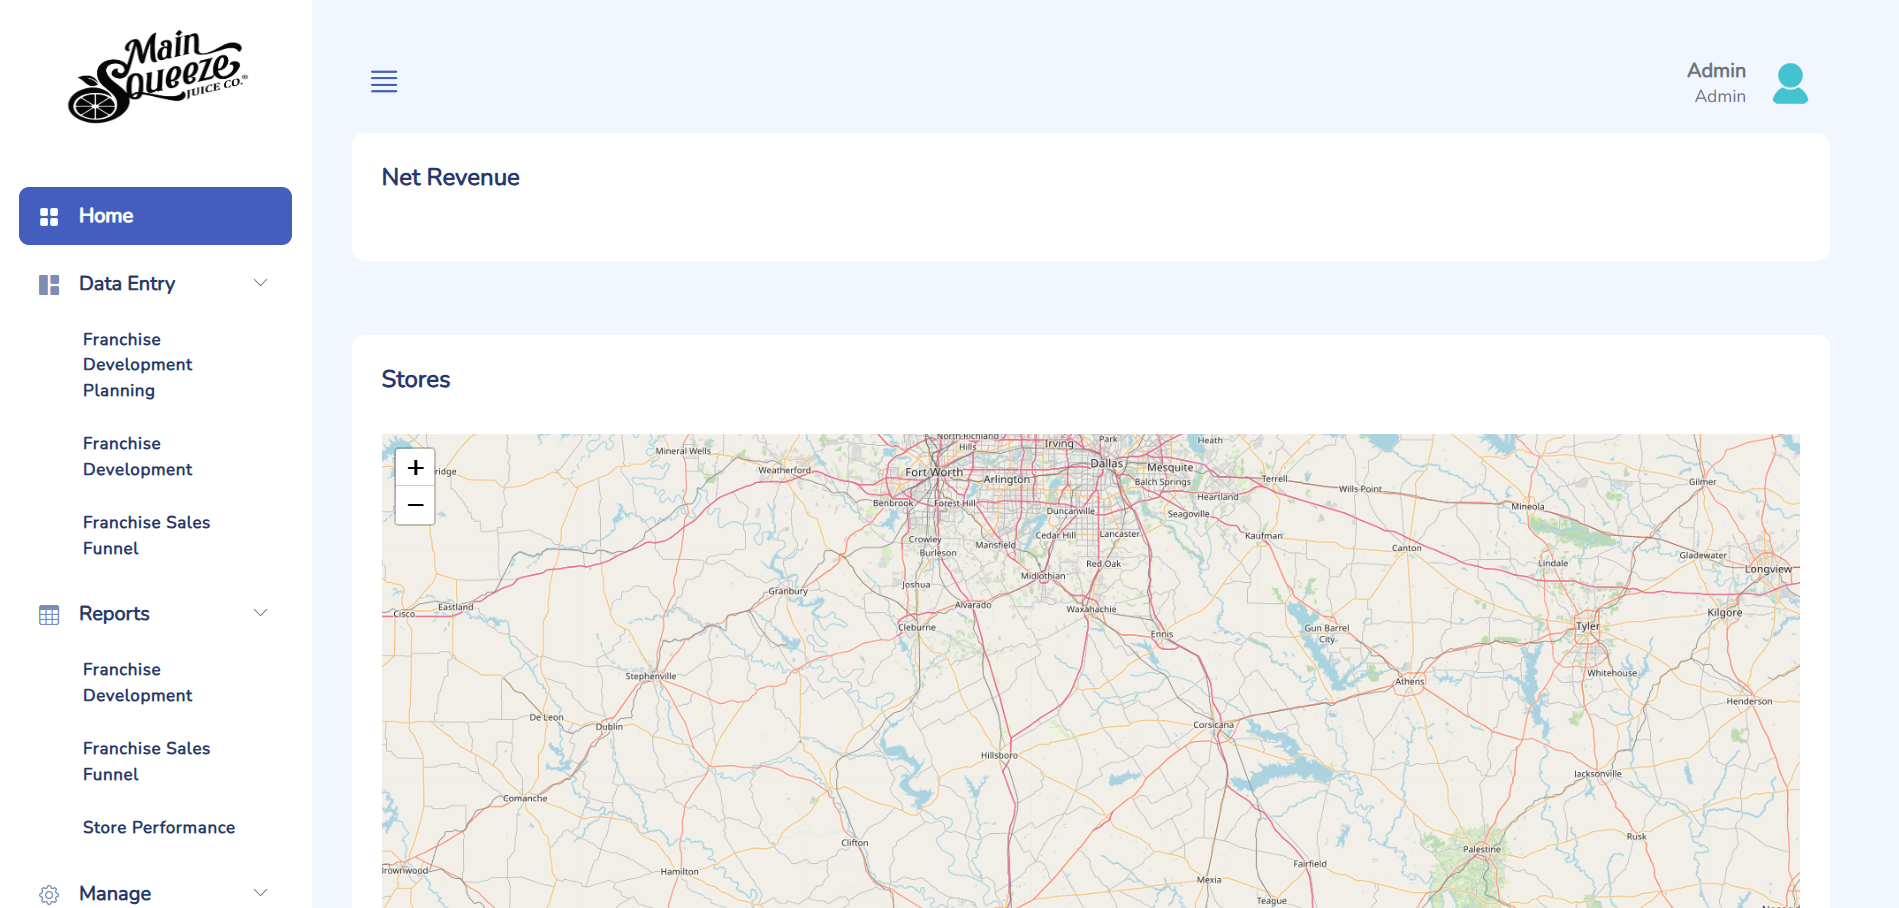 Main
Squeeze
JUICE CO.®
Admin
Admin
Home
Data Entry
Franchise
Development
Planning
Franchise
Development
Franchise Sales
Funnel
Reports
Franchise
Development
Franchise Sales
Funnel
Store Performance
Manage
Net Revenue
Stores
+
−
North Richland
Hills
Irving
Park
Heath
Mineral Wells
ridge
Weatherford
Fort Worth
Dallas
Mesquite
Arlington
Balch Springs
Terrell
Wills Point
Gilmer
Heartland
Benbrook
Forest Hill
Duncanville
Seagoville
Mineola
Crowley
Mansfield
Cedar Hill
Lancaster
Kaufman
Canton
Burleson
Red Oak
Lindale
Gladewater
Longview
Joshua
Midlothian
Granbury
Cisco
Eastland
Alvarado
Waxahachie
Kilgore
Cleburne
Ennis
Gun Barrel
City
Tyler
Stephenville
Athens
Whitehouse
Henderson
De Leon
Dublin
Corsicana
Hillsboro
Jacksonville
Comanche
Clifton
Rusk
Palestine
Brownwood
Hamilton
Fairfield
Mexia
Teague